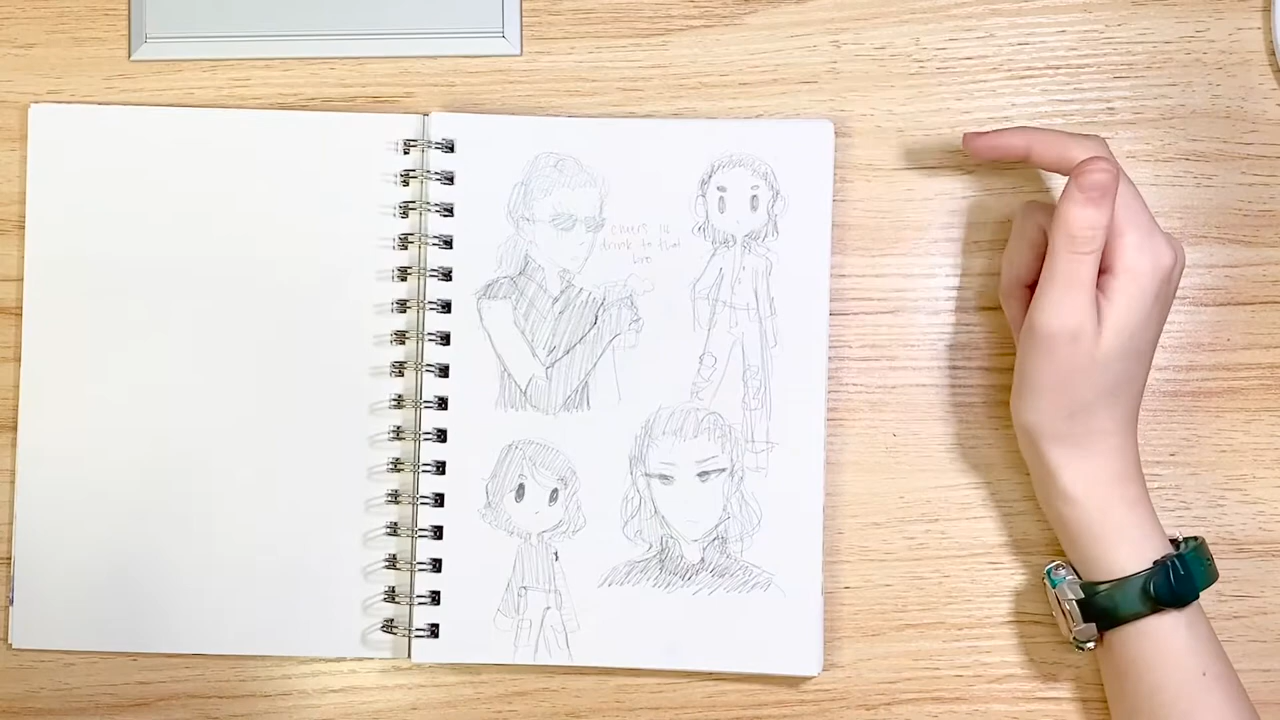 cheers ill
drink to that
bro